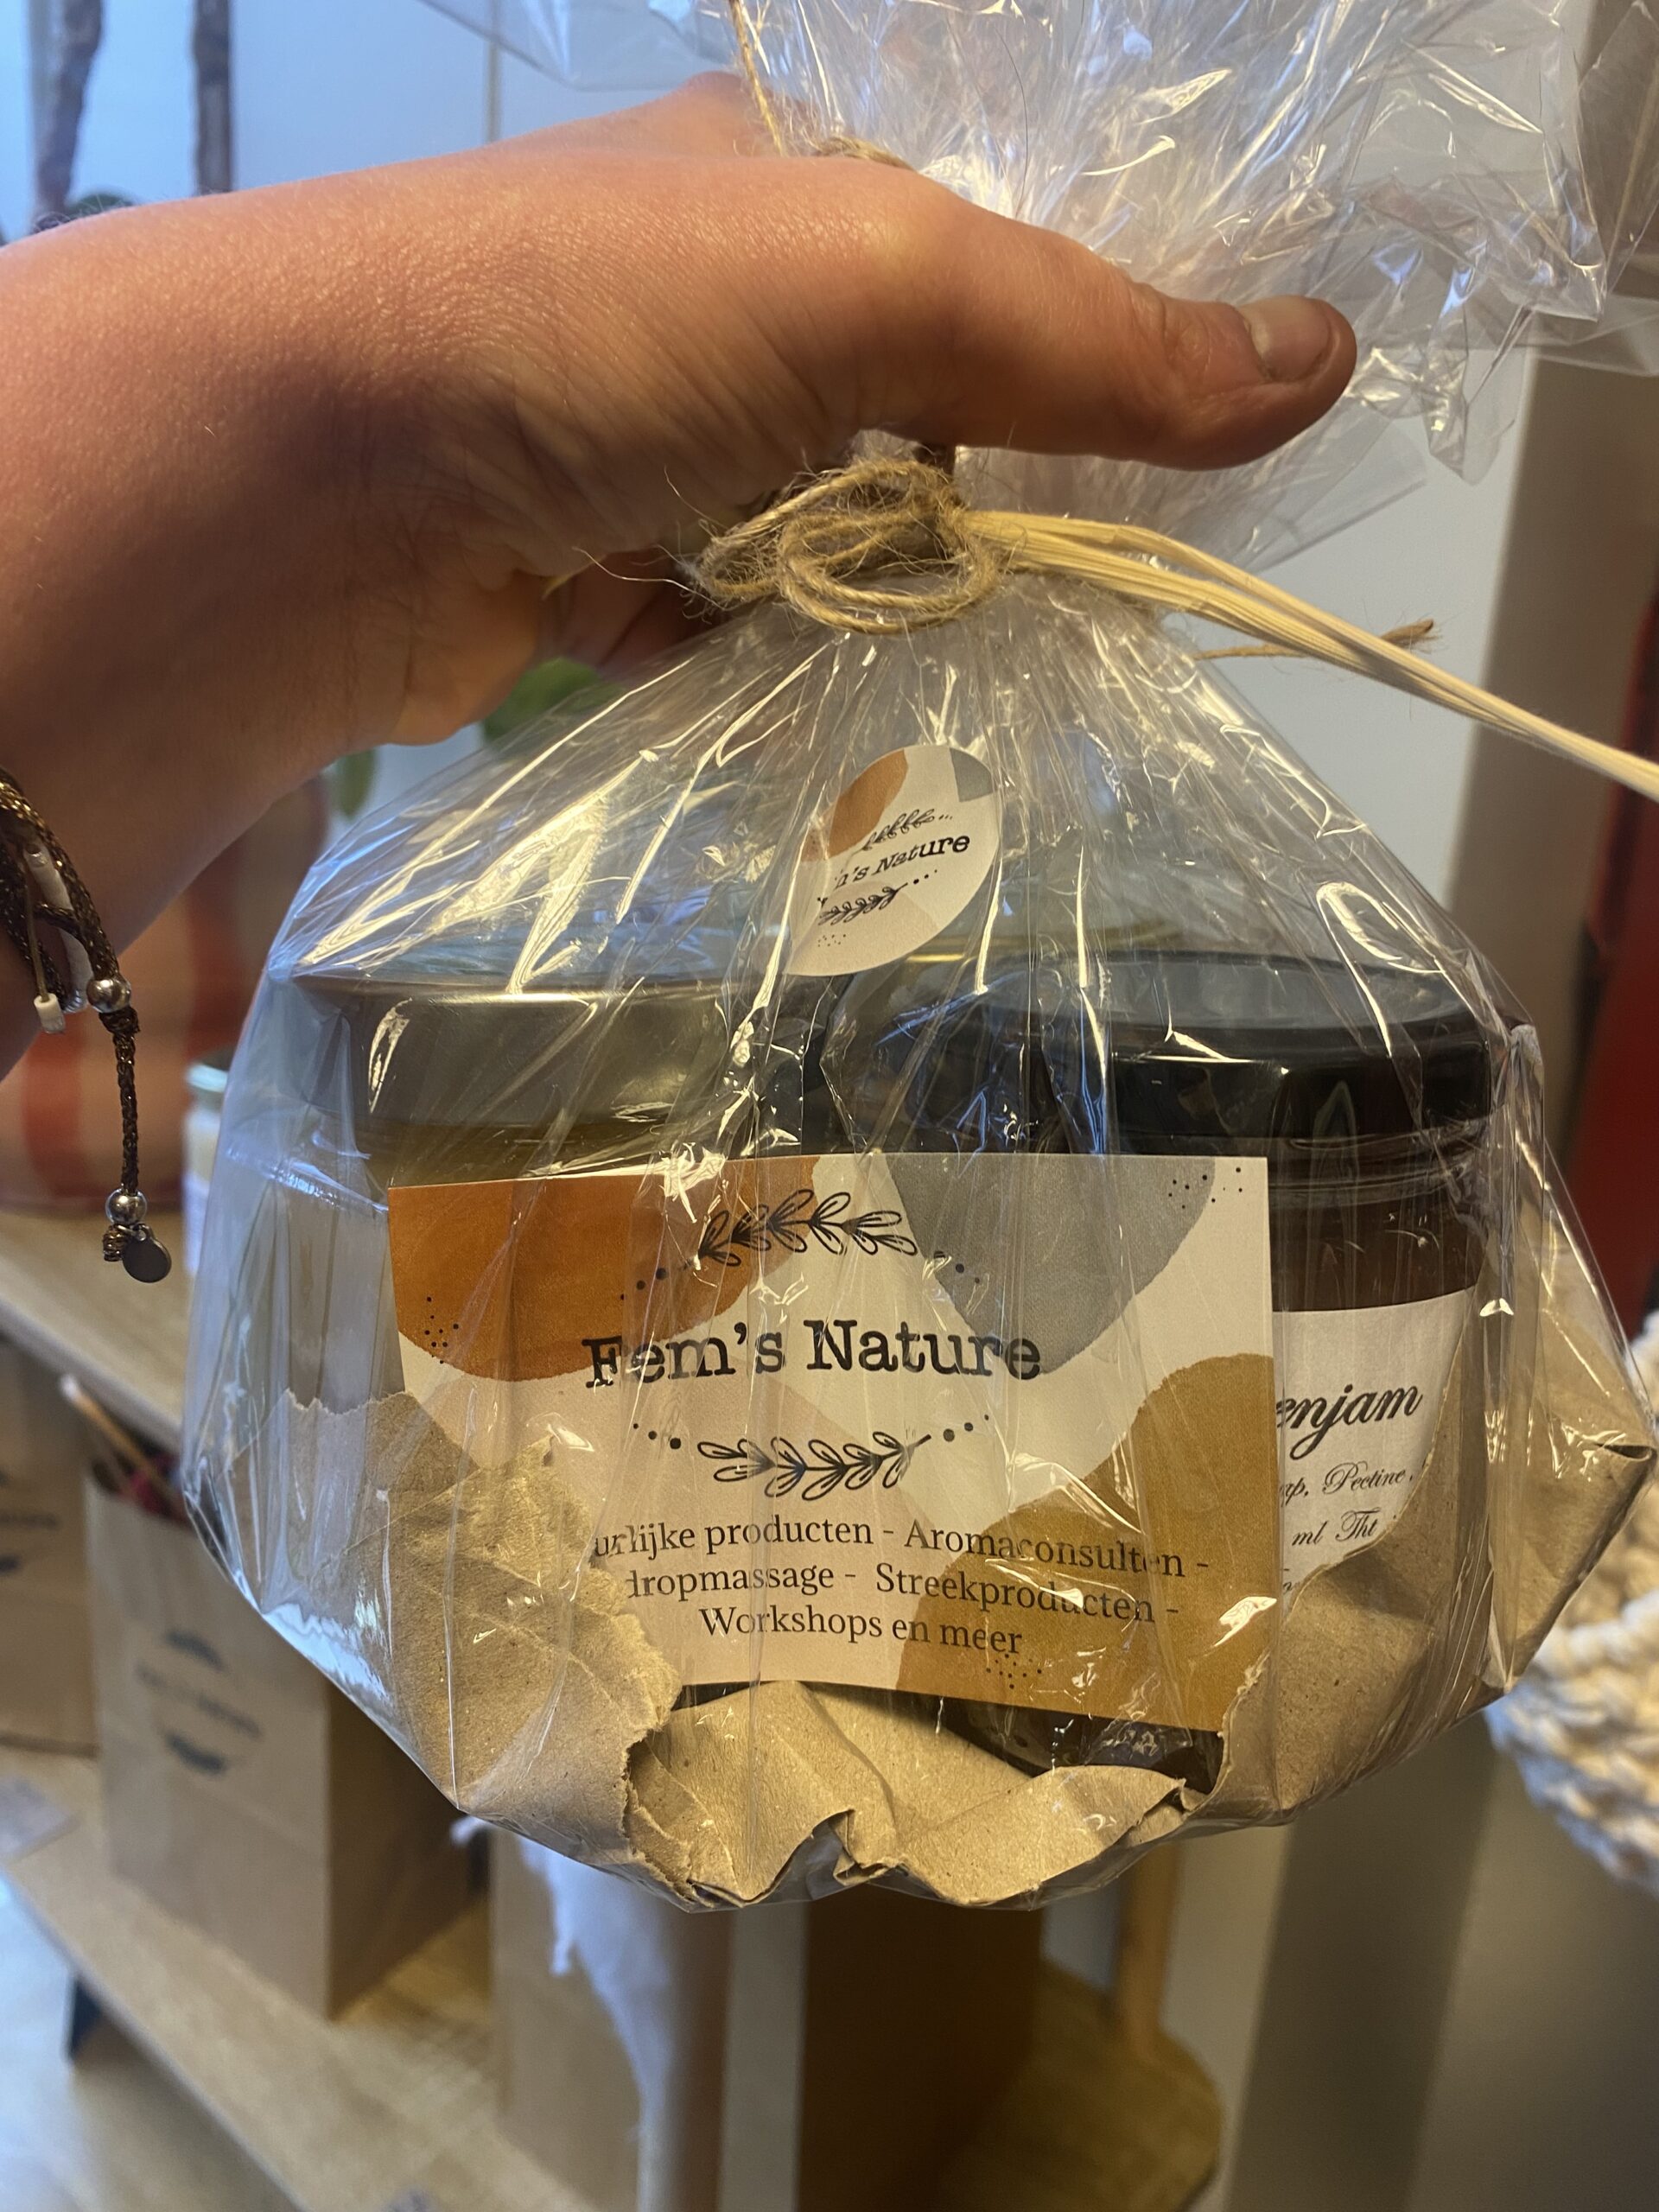 n's Nature
Fem's Nature
urlijke producten - Aromaconsulten -
dropmassage - Streekproducten -
Workshops en meer
enjam
ap, Pectine
ml Tht